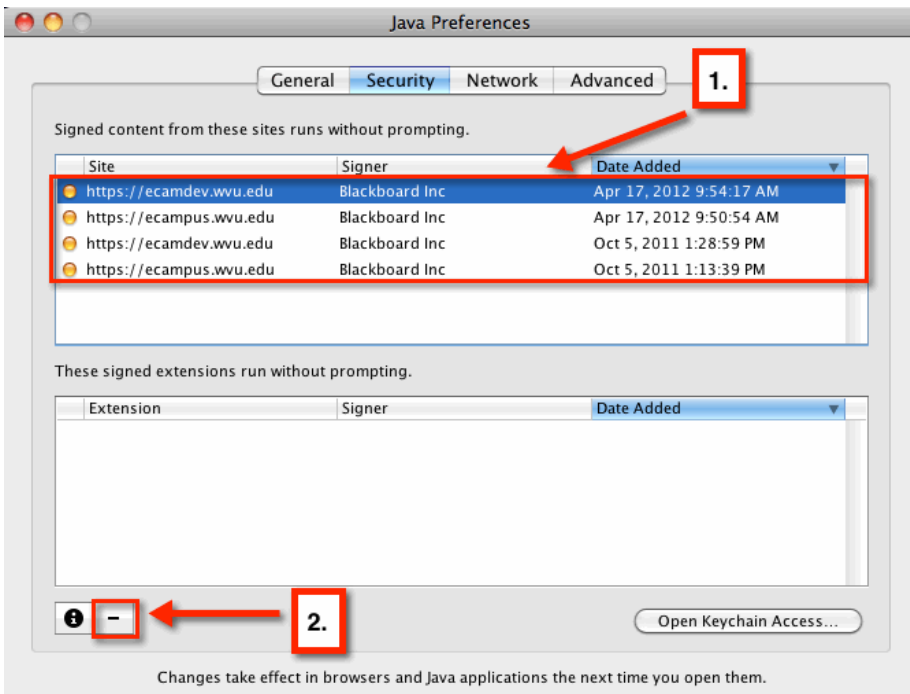 Java Preferences
General Security Network Advanced
1.
Signed content from these sites runs without prompting.
Site Signer Date Added
https://ecamdev.wvu.edu Blackboard Inc Apr 17, 2012 9:54:17 AM
https://ecampus.wvu.edu Blackboard Inc Apr 17, 2012 9:50:54 AM
https://ecamdev.wvu.edu Blackboard Inc Oct 5, 2011 1:28:59 PM
https://ecampus.wvu.edu Blackboard Inc Oct 5, 2011 1:13:39 PM
These signed extensions run without prompting.
Extension Signer Date Added
i – 2. Open Keychain Access...
Changes take effect in browsers and Java applications the next time you open them.